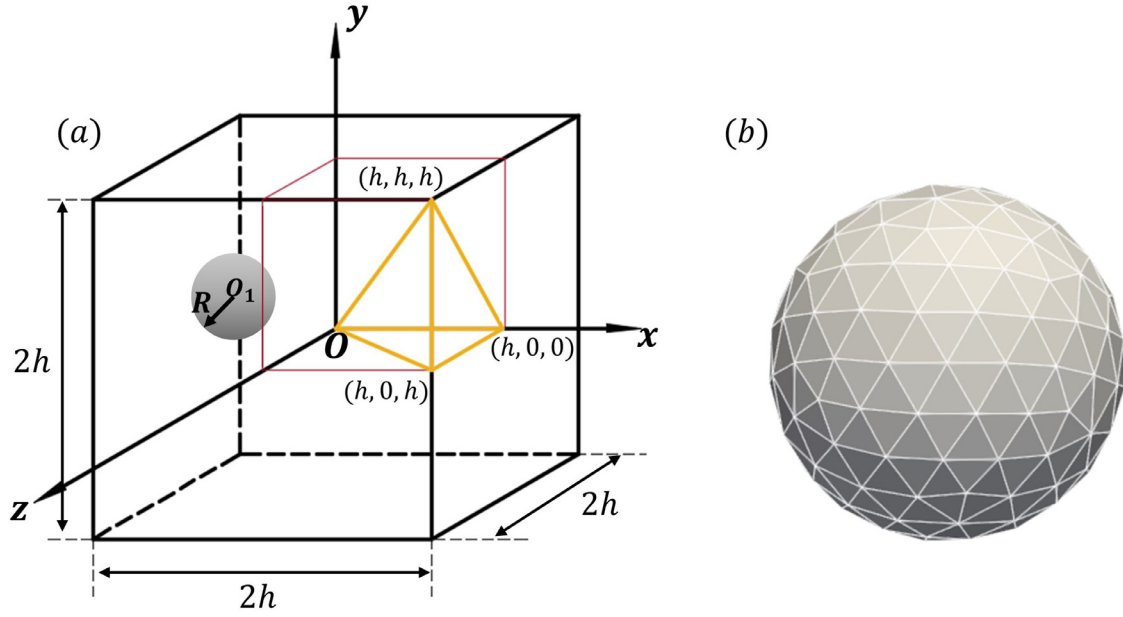 y
(a)
(b)
(h, h, h)
R
O₁
O
x
(h, 0, 0)
2h
(h, 0, h)
z
2h
2h